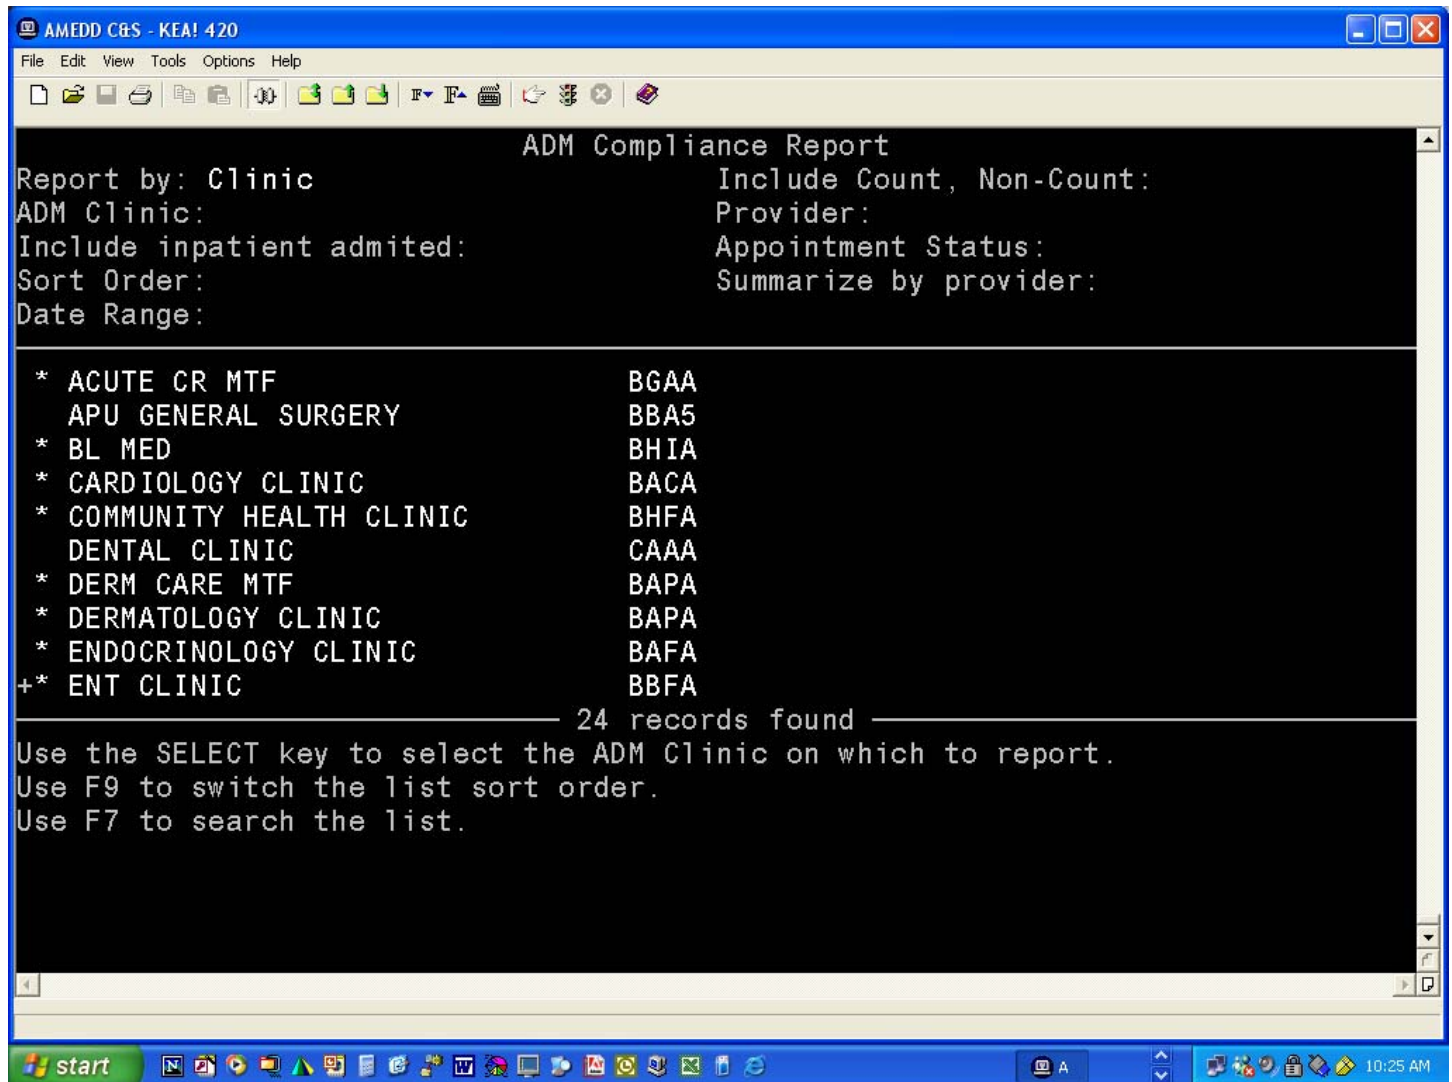 AMEDD C&S - KEA! 420
File Edit View Tools Options Help
ADM Compliance Report
Report by: Clinic Include Count, Non-Count:
ADM Clinic: Provider:
Include inpatient admited: Appointment Status:
Sort Order: Summarize by provider:
Date Range:
* ACUTE CR MTF BGAA
APU GENERAL SURGERY BBA5
* BL MED BHIA
* CARDIOLOGY CLINIC BACA
* COMMUNITY HEALTH CLINIC BHFA
DENTAL CLINIC CAAA
* DERM CARE MTF BAPA
* DERMATOLOGY CLINIC BAPA
* ENDOCRINOLOGY CLINIC BAFA
+* ENT CLINIC BBFA
24 records found
Use the SELECT key to select the ADM Clinic on which to report.
Use F9 to switch the list sort order.
Use F7 to search the list.
start A 10:25 AM